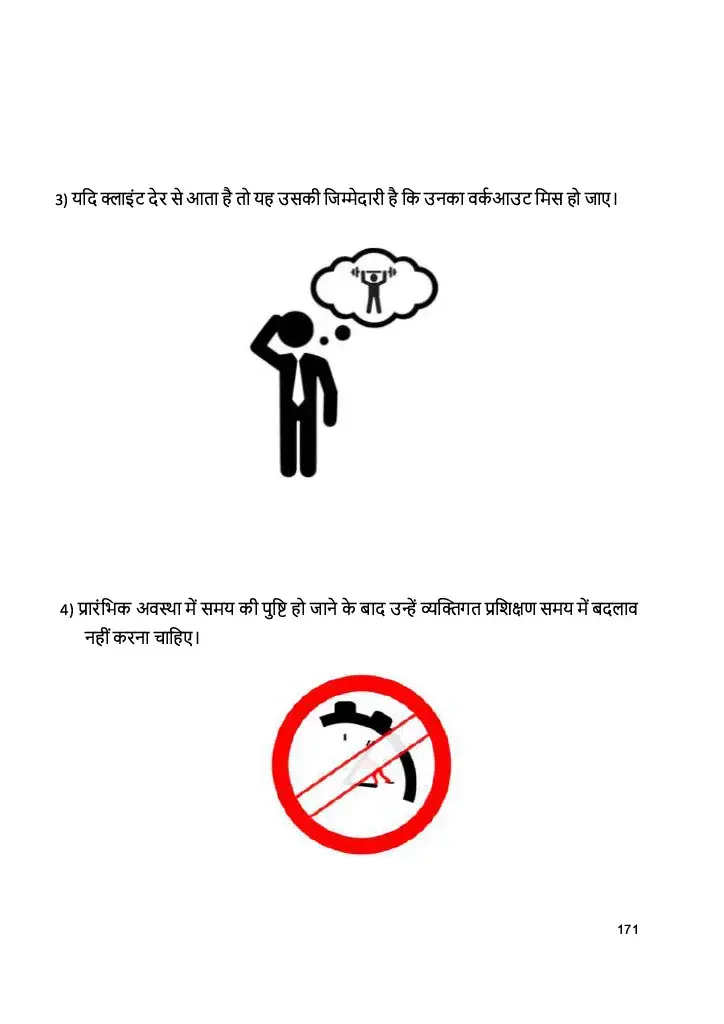 3) यदि क्लाइंट देर से आता है तो यह उसकी जिम्मेदारी है कि उनका वर्कआउट मिस हो जाए।
4) प्रारंभिक अवस्था में समय की पुष्टि हो जाने के बाद उन्हें व्यक्तिगत प्रशिक्षण समय में बदलाव
नहीं करना चाहिए।
171